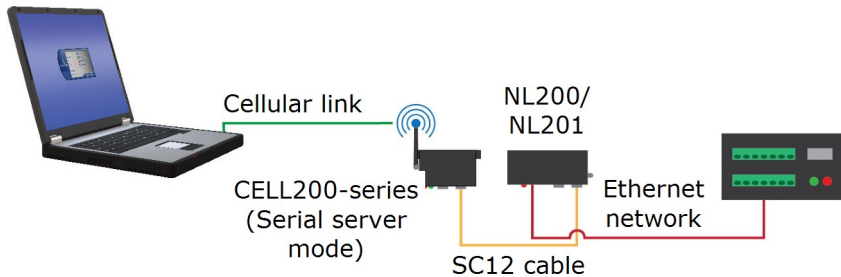 Cellular link
CELL200-series
(Serial server
mode)
NL200/
NL201
SC12 cable
Ethernet
network